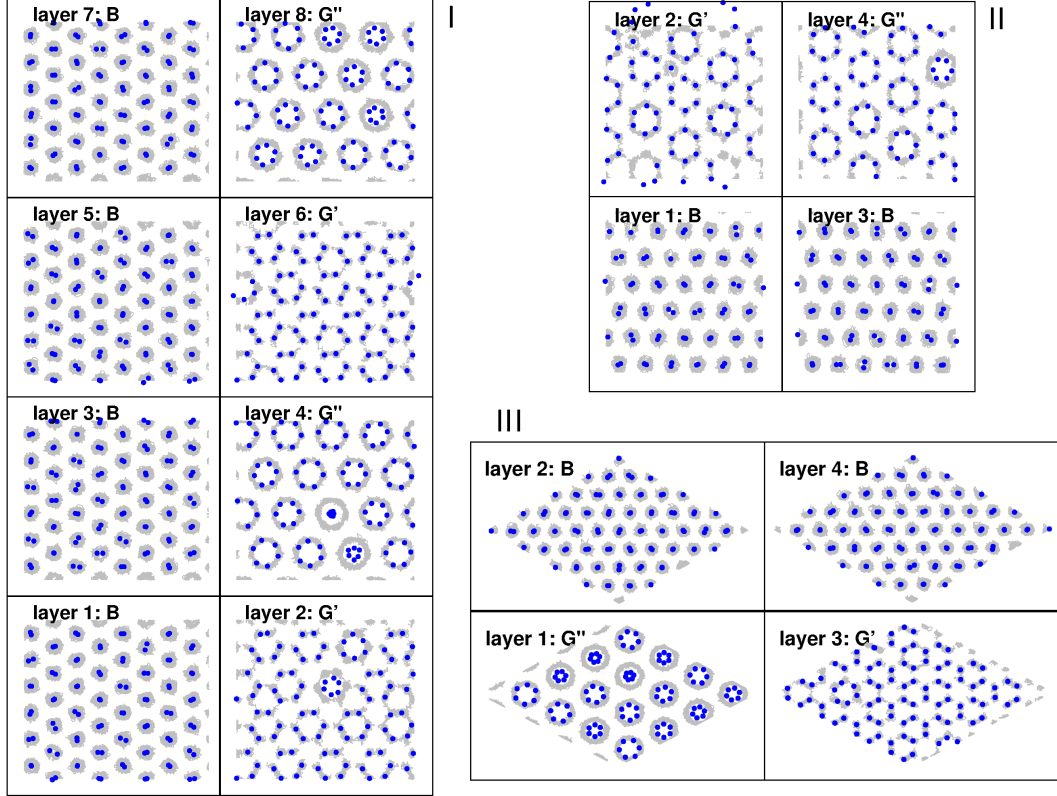 layer 7: B
layer 8: G"
I
layer 5: B
layer 6: G'
layer 3: B
layer 4: G"
layer 1: B
layer 2: G'
layer 2: G'
layer 4: G"
II
layer 1: B
layer 3: B
III
layer 2: B
layer 4: B
layer 1: G"
layer 3: G'